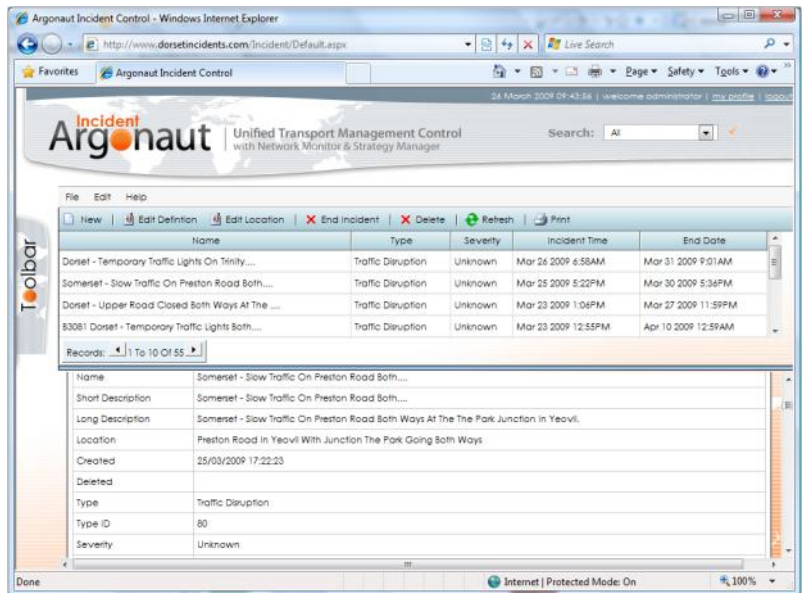 Argonaut Incident Control - Windows Internet Explorer
http://www.dorsetincidents.com/Incident/Default.aspx
Live Search
Favorites Argonaut Incident Control Page Safety Tools
26 March 2009 09:43:56 | welcome administrator | my profile | logout
Incident
Argonaut
Unified Transport Management Control
with Network Monitor & Strategy Manager
Search: All
Toolbar
File Edit Help
New | Edit Defintion Edit Location | End Incident | Delete | Refresh | Print
Name Type Severity Incident Time End Date
Dorset - Temporary Traffic Lights On Trinity.... Traffic Disruption Unknown Mar 26 2009 6:58AM Mar 31 2009 9:01AM
Somerset - Slow Traffic On Preston Road Both.... Traffic Disruption Unknown Mar 25 2009 5:22PM Mar 30 2009 5:36PM
Dorset - Upper Road Closed Both Ways At The .... Traffic Disruption Unknown Mar 23 2009 1:06PM Mar 27 2009 11:59PM
B3081 Dorset - Temporary Traffic Lights Both.... Traffic Disruption Unknown Mar 23 2009 12:55PM Apr 10 2009 12:59AM
Records: 1 To 10 Of 55
Name Somerset - Slow Traffic On Preston Road Both....
Short Description Somerset - Slow Traffic On Preston Road Both....
Long Description Somerset - Slow Traffic On Preston Road Both Ways At The The Park Junction In Yeovil.
Location Preston Road In Yeovil With Junction The Park Going Both Ways
Created 25/03/2009 17:22:23
Deleted
Type Traffic Disruption
Type ID 80
Severity Unknown
Done Internet | Protected Mode: On 100%